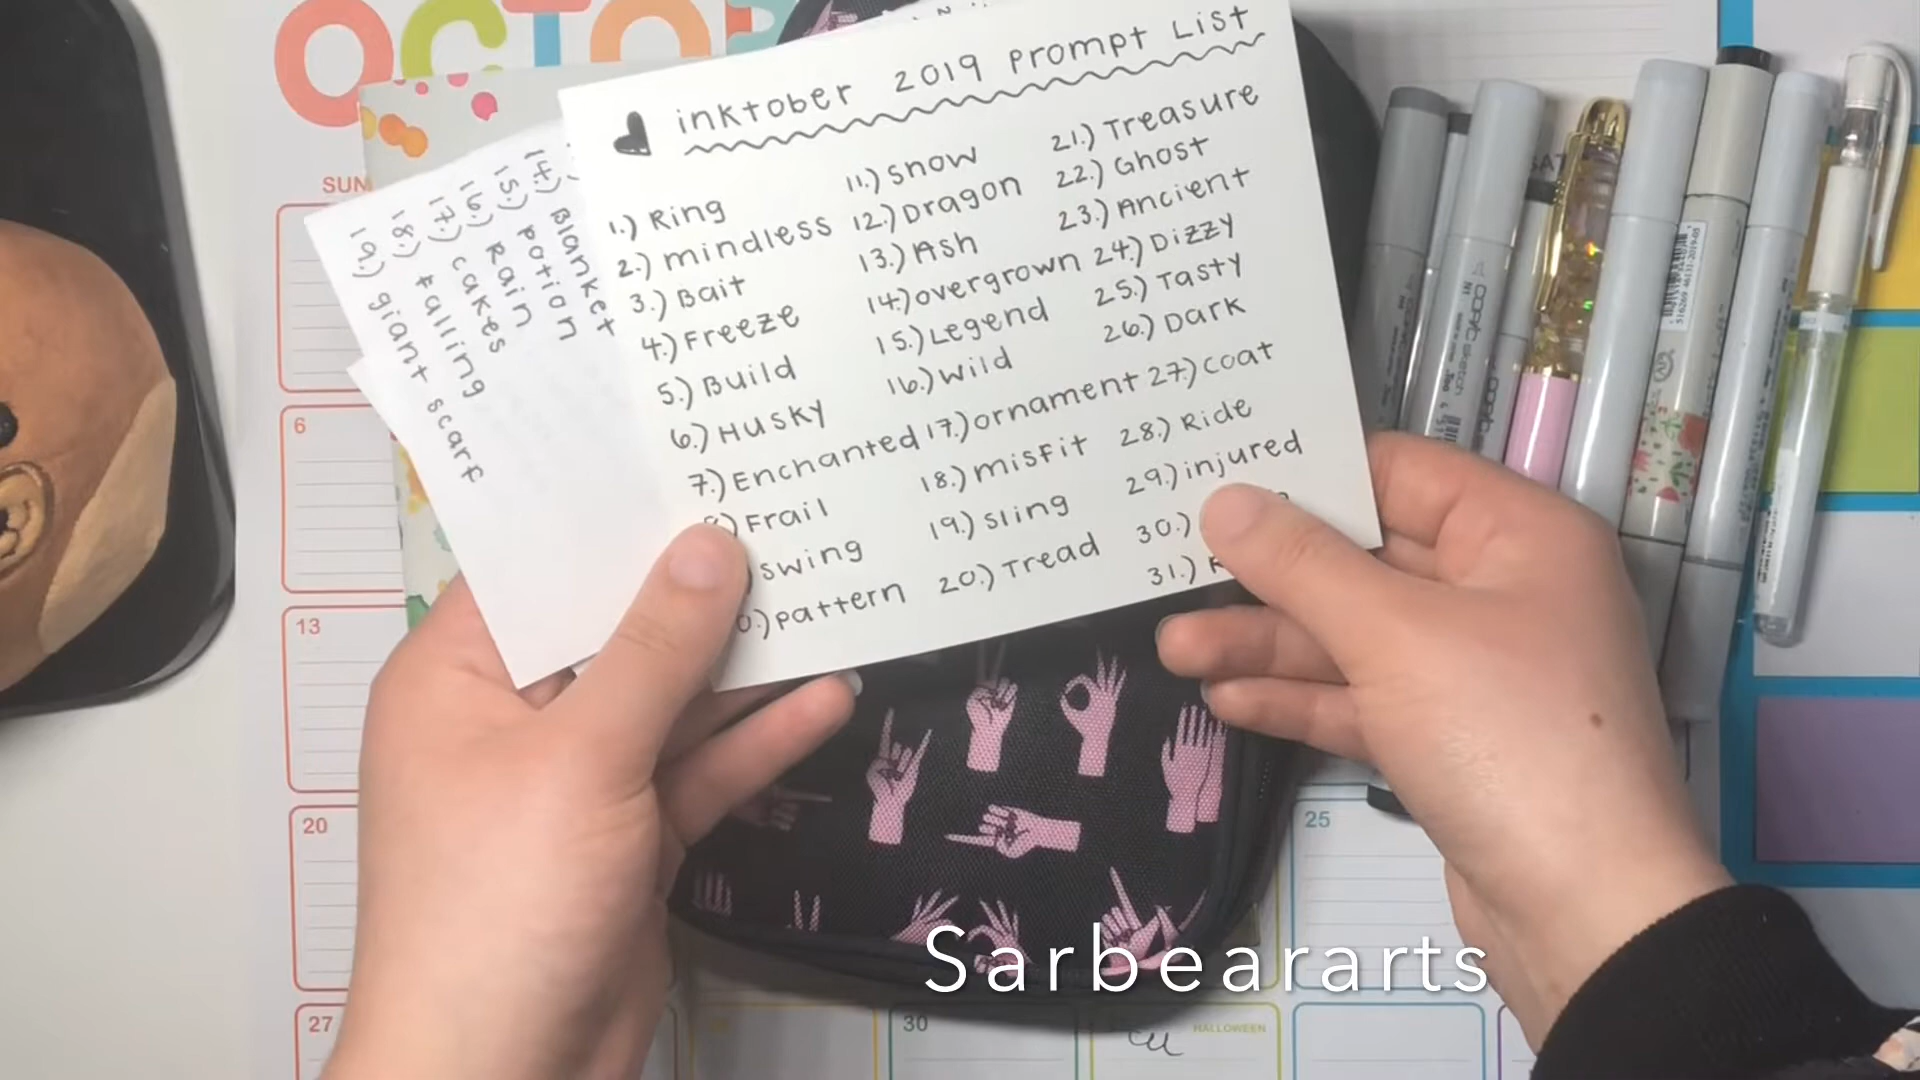 OCTOB
SUN
inktober 2019 Prompt List
1.) Ring
2.) mindless
3.) Bait
4.) Freeze
5.) Build
6.) Husky
7.) Enchanted
Frail
swing
0.) pattern
11.) Snow
12.) Dragon
13.) Ash
14.) overgrown
15.) Legend
16.) Wild
17.) ornament
18.) misfit
19.) sling
20.) Tread
21.) Treasure
22.) Ghost
23.) Ancient
24.) Dizzy
25.) Tasty
26.) Dark
27.) coat
28.) Ride
29.) injured
30.)
31.)
14.) Blanket
15.) potion
16.) Rain
17.) cakes
18.) falling
19.) giant scarf
6
13
20
27
25
30
HALLOWEEN
COPIC sketch
Sarbeararts